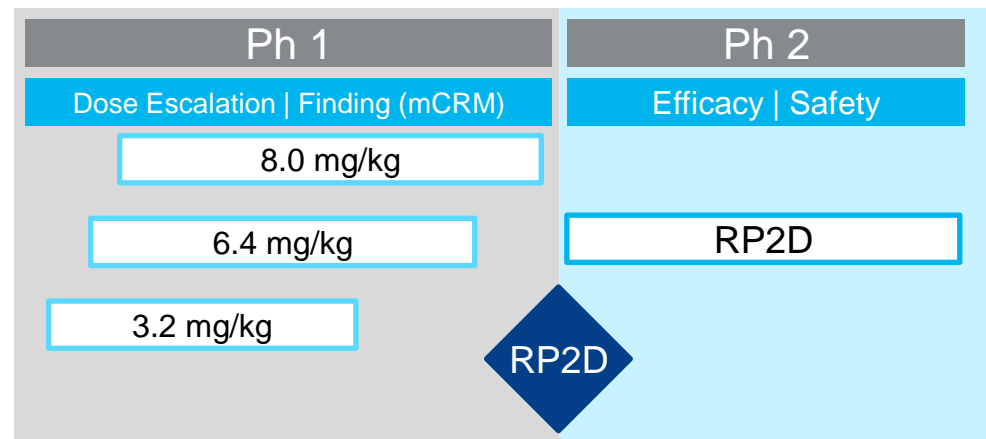 Ph 1
Dose Escalation | Finding (mCRM)
8.0 mg/kg
6.4 mg/kg
3.2 mg/kg
RP2D
Ph 2
Efficacy | Safety
RP2D